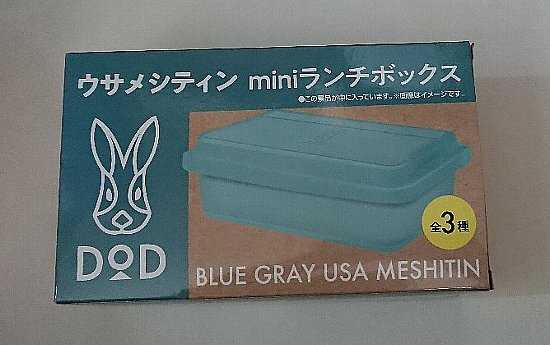 ウサメシティン miniランチボックス
●この景品が中に入っています。※画像はイメージです。
全3種
DOD
BLUE GRAY USA MESHITIN